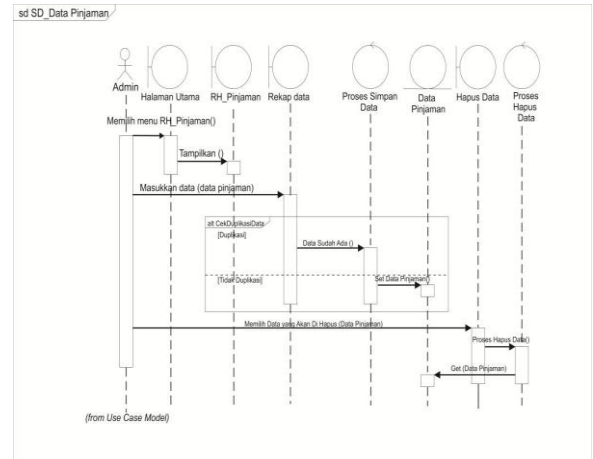 sd SD_Data Pinjaman
Admin
Halaman Utama
RH_Pinjaman
Rekap data
Proses Simpan
Data
Data
Pinjaman
Hapus Data
Proses
Hapus
Data
Memilih menu RH_Pinjaman()
Tampilkan ()
Masukkan data (data pinjaman)
alt CekDuplikasiData
[Duplikasi]
Data Sudah Ada ()
[Tidak Duplikasi]
Set Data Pinjaman()
Memilih Data yang Akan Di Hapus (Data Pinjaman)
Proses Hapus Data()
Get (Data Pinjaman)
(from Use Case Model)